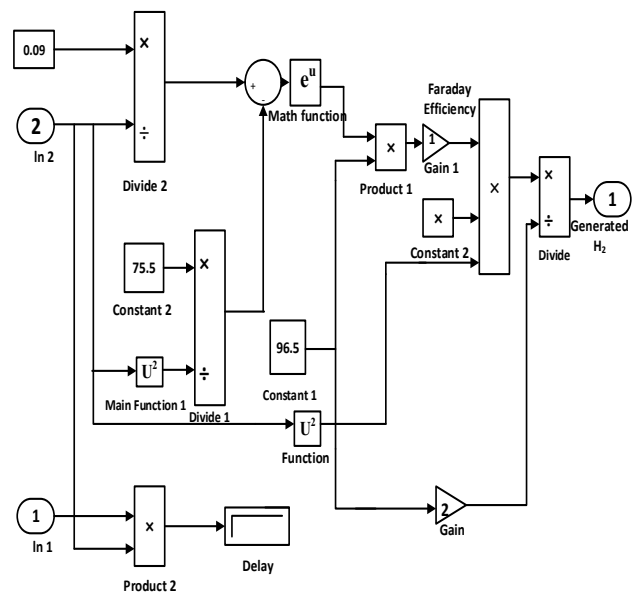 0.09
×
÷
Divide 2
2
In 2
+
-
eᵘ
Math function
Faraday
Efficiency
×
Product 1
1
Gain 1
×
×
Constant 2
×
÷
Divide
1
Generated
H₂
75.5
Constant 2
×
÷
Divide 1
U²
Main Function 1
96.5
Constant 1
U²
Function
2
Gain
1
In 1
×
Product 2
Delay